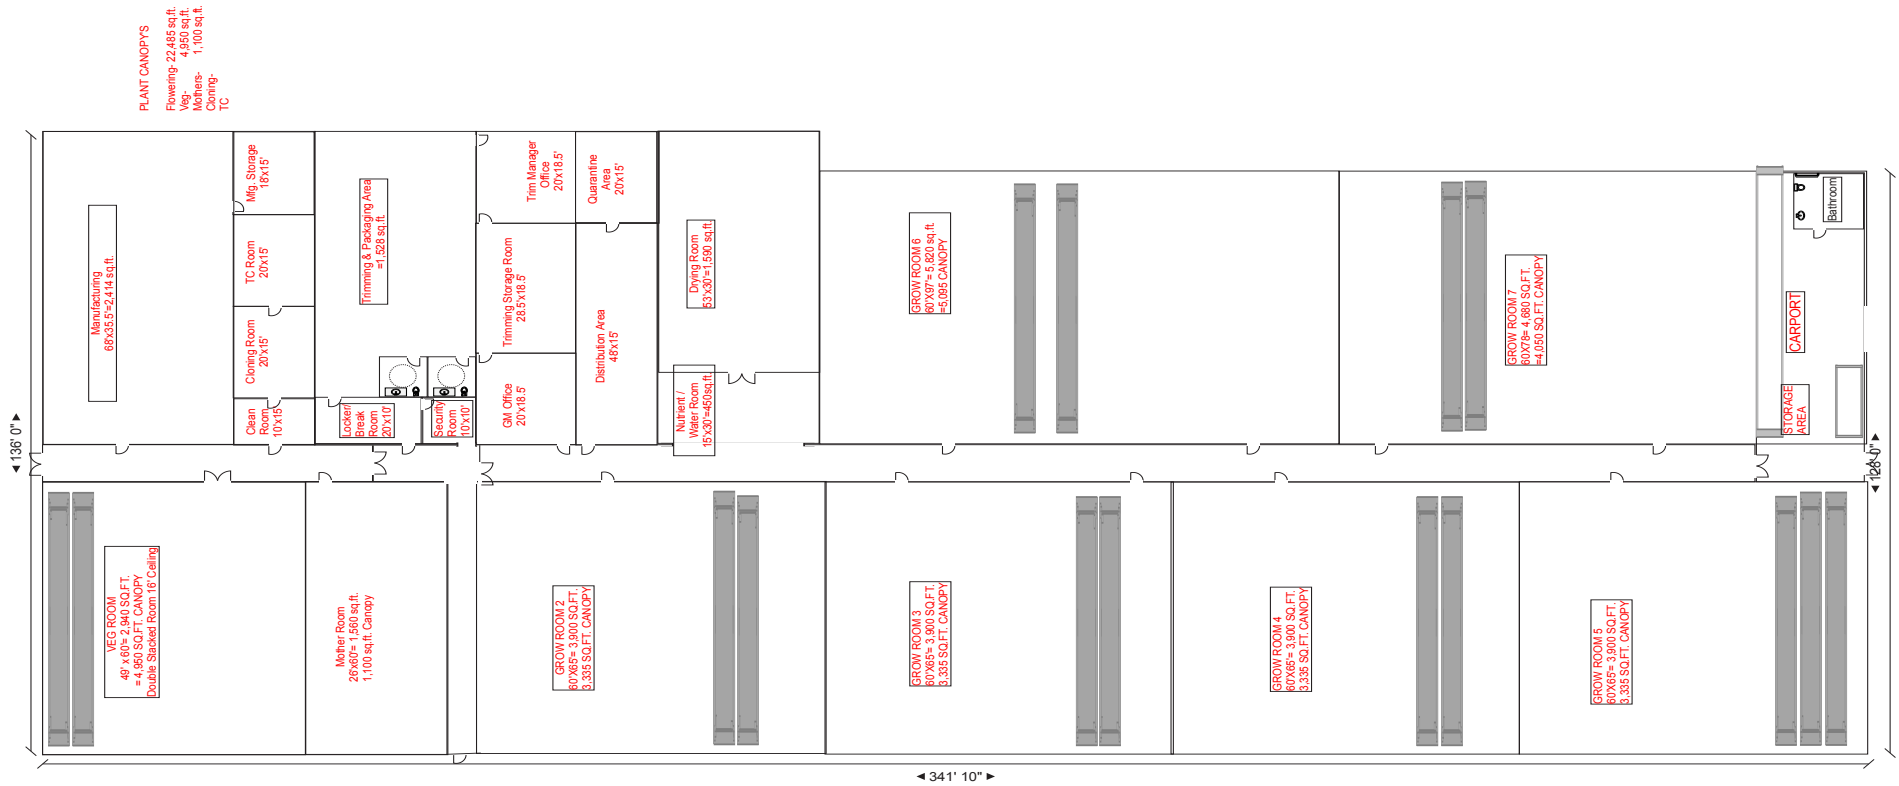 PLANT CANOPY'S
Flowering- 22,485 sq.ft.
Veg- 4,950 sq.ft.
Mothers- 1,100 sq.ft.
Cloning-
TC
Manufacturing
68'x35.5'=2,414 sq.ft.
Mfg. Storage
18'x15'
TC Room
20'x15'
Cloning Room
20'x15'
Clean
Room
10'x15'
Trimming & Packaging Area
=1,528 sq.ft.
Locker/
Break
Room
20'x10'
Security
Room
10'x10'
Trim Manager
Office
20'x18.5'
Trimming Storage Room
28.5'x18.5'
GM Office
20'x18.5'
Quarantine
Area
20'x15'
Distribution Area
48'x15'
Drying Room
53'x30'=1,590 sq.ft.
Nutrient /
Water Room
15'x30'=450sq.ft.
GROW ROOM 6
60'X97'= 5,820 sq.ft.
=5,095 CANOPY
GROW ROOM 7
60X78= 4,680 SQ.FT.
=4,050 SQ.FT. CANOPY
Bathroom
CARPORT
STORAGE
AREA
136' 0"
128' 0"
VEG ROOM
49' x 60'= 2,940 SQ.FT.
= 4,950 SQ.FT. CANOPY
Double Stacked Room 16' Ceiling
Mother Room
26'x60'= 1,560 sq.ft.
1,100 sq.ft. Canopy
GROW ROOM 2
60'X65'= 3,900 SQ.FT.
3,335 SQ.FT. CANOPY
GROW ROOM 3
60'X65'= 3,900 SQ.FT.
3,335 SQ.FT. CANOPY
GROW ROOM 4
60'X65'= 3,900 SQ.FT.
3,335 SQ.FT. CANOPY
GROW ROOM 5
60'X65'= 3,900 SQ.FT.
3,335 SQ.FT. CANOPY
341' 10"